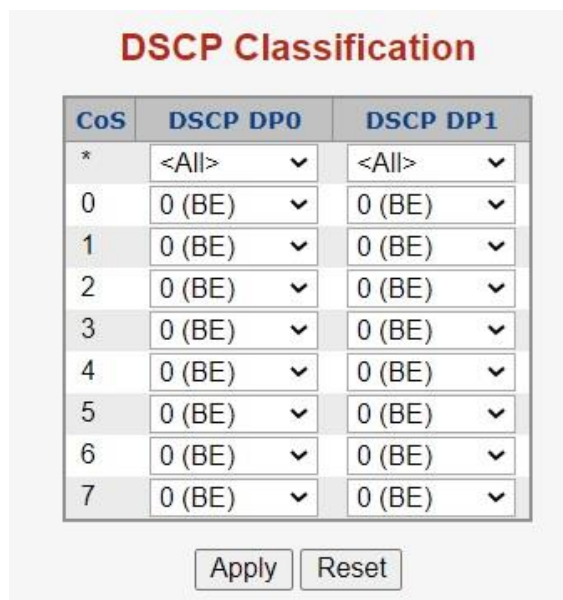 DSCP Classification
CoS DSCP DP0 DSCP DP1
* <All> <All>
0 0 (BE) 0 (BE)
1 0 (BE) 0 (BE)
2 0 (BE) 0 (BE)
3 0 (BE) 0 (BE)
4 0 (BE) 0 (BE)
5 0 (BE) 0 (BE)
6 0 (BE) 0 (BE)
7 0 (BE) 0 (BE)
Apply Reset